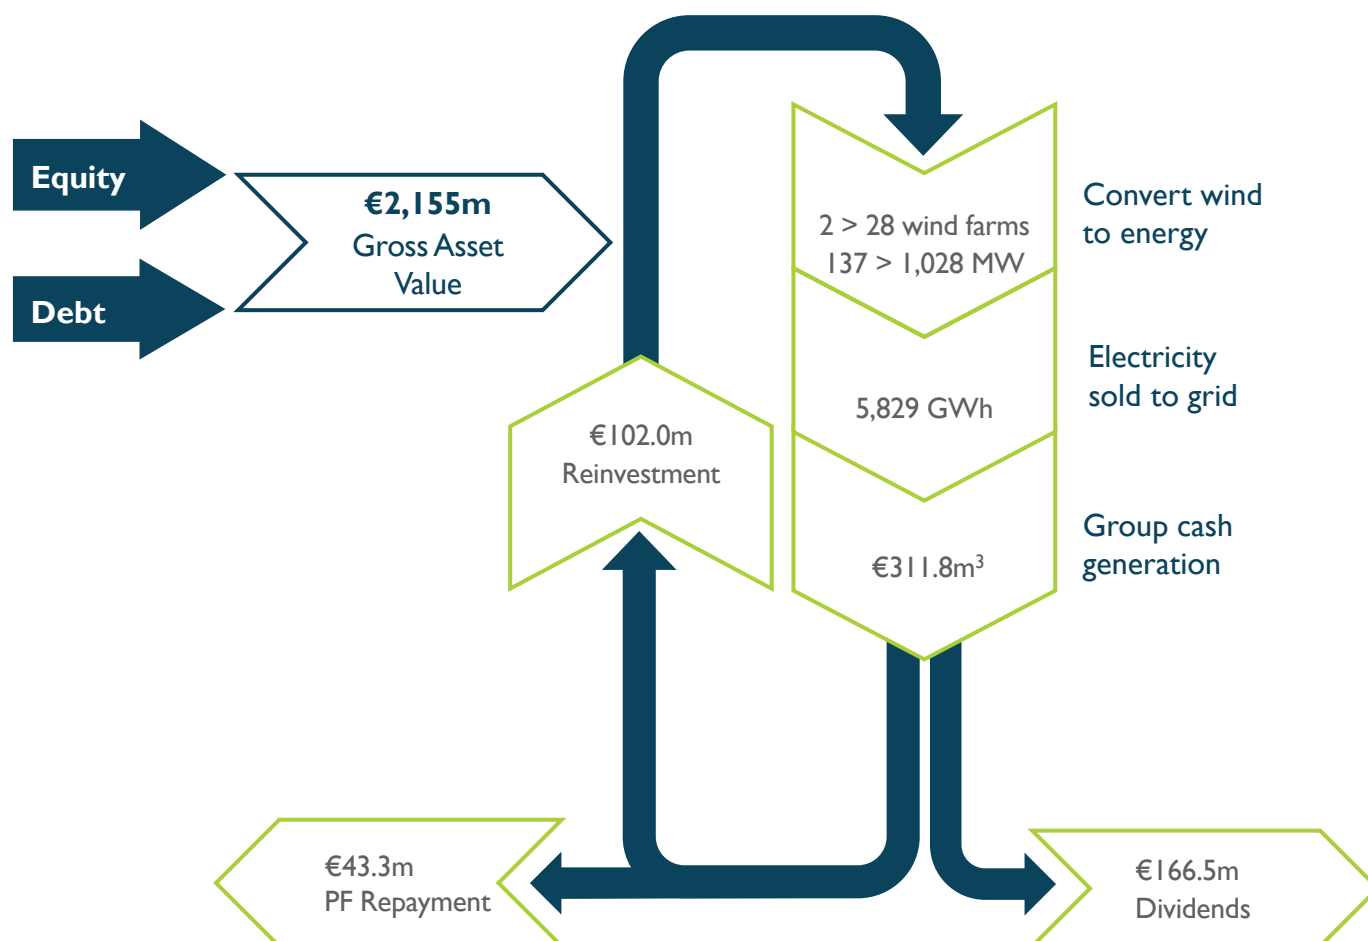 Equity
Debt
€2,155m
Gross Asset
Value
2 > 28 wind farms
137 > 1,028 MW
Convert wind
to energy
5,829 GWh
Electricity
sold to grid
€311.8m³
Group cash
generation
€102.0m
Reinvestment
€43.3m
PF Repayment
€166.5m
Dividends